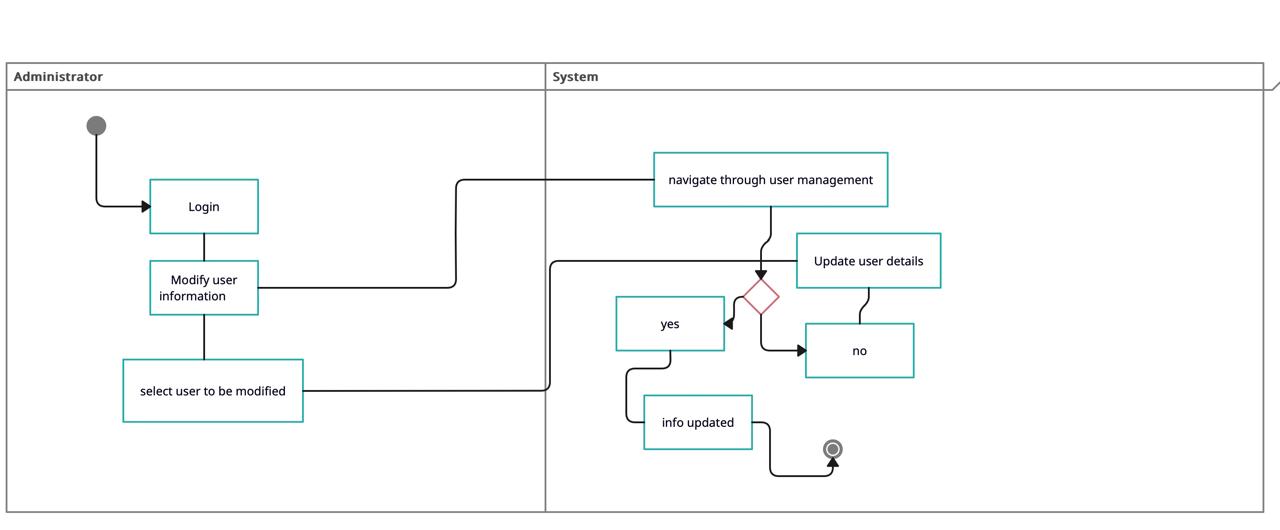 Administrator
System
navigate through user management
Login
Update user details
Modify user
information
yes
no
select user to be modified
info updated